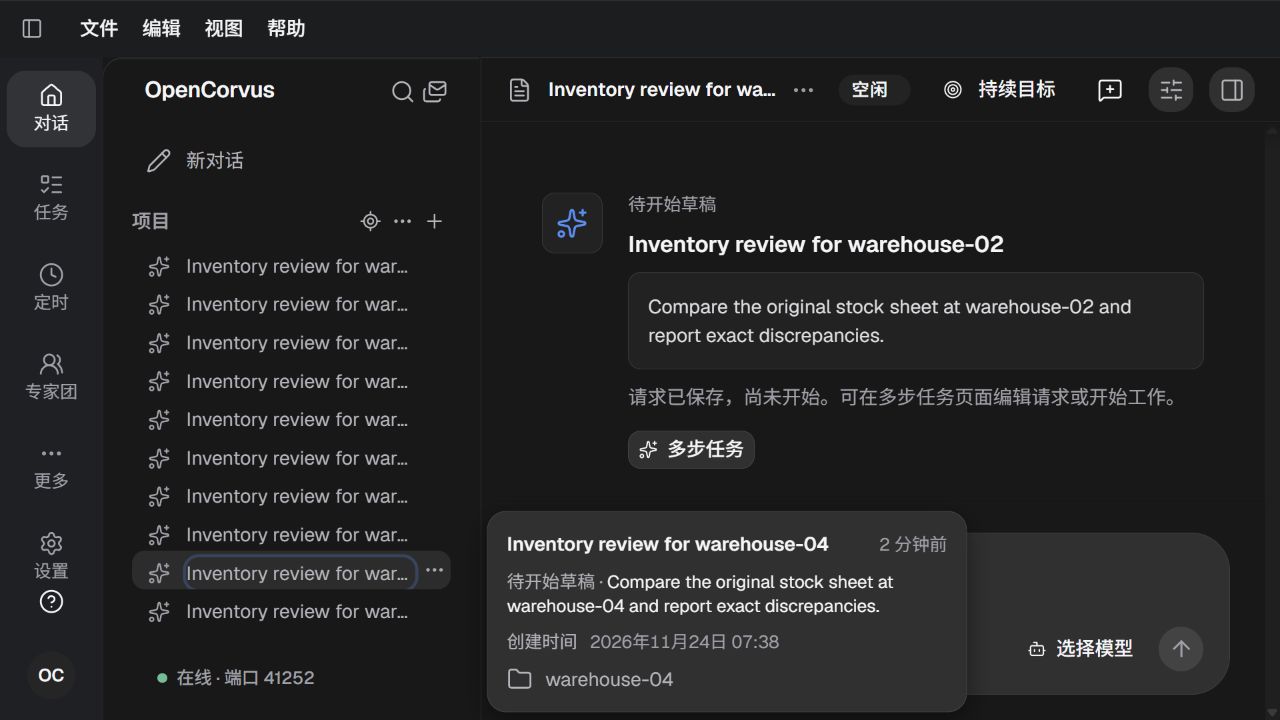 文件 编辑 视图 帮助
对话
任务
定时
专家团
更多
设置
OC
OpenCorvus
新对话
项目
Inventory review for war...
Inventory review for war...
Inventory review for war...
Inventory review for war...
Inventory review for war...
Inventory review for war...
Inventory review for war...
Inventory review for war...
Inventory review for war...
Inventory review for war...
在线 · 端口 41252
Inventory review for wa... 空闲 持续目标
待开始草稿
Inventory review for warehouse-02
Compare the original stock sheet at warehouse-02 and
report exact discrepancies.
请求已保存，尚未开始。可在多步任务页面编辑请求或开始工作。
多步任务
Inventory review for warehouse-04 2 分钟前
待开始草稿 · Compare the original stock sheet at
warehouse-04 and report exact discrepancies.
创建时间 2026年11月24日 07:38
warehouse-04
选择模型